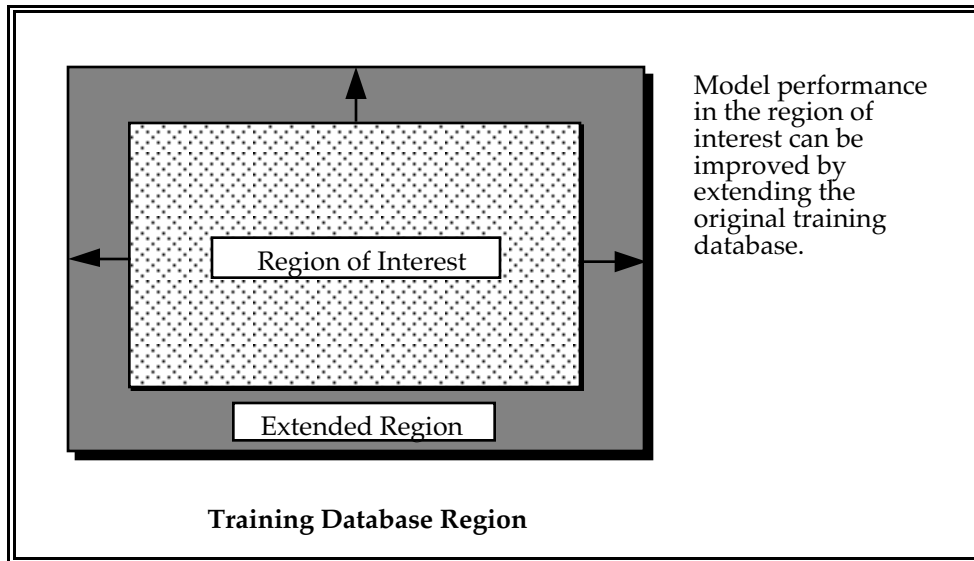 Model performance
in the region of
interest can be
improved by
extending the
original training
database.
Region of Interest
Extended Region
Training Database Region